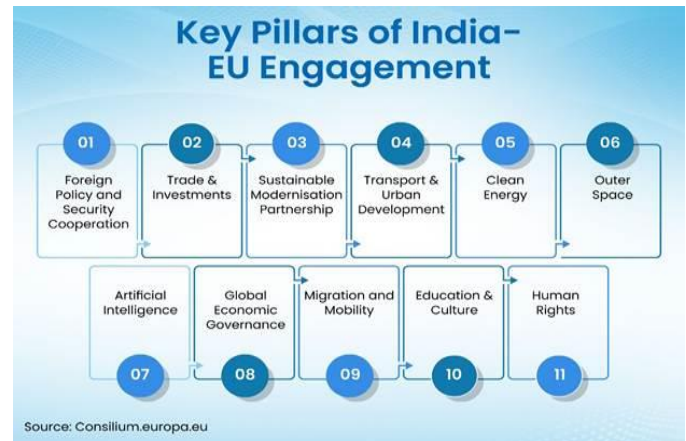 Key Pillars of India-
EU Engagement
01
Foreign
Policy and
Security
Cooperation
02
Trade &
Investments
03
Sustainable
Modernisation
Partnership
04
Transport &
Urban
Development
05
Clean
Energy
06
Outer
Space
Artificial
Intelligence
07
Global
Economic
Governance
08
Migration and
Mobility
09
Education &
Culture
10
Human
Rights
11
Source: Consilium.europa.eu